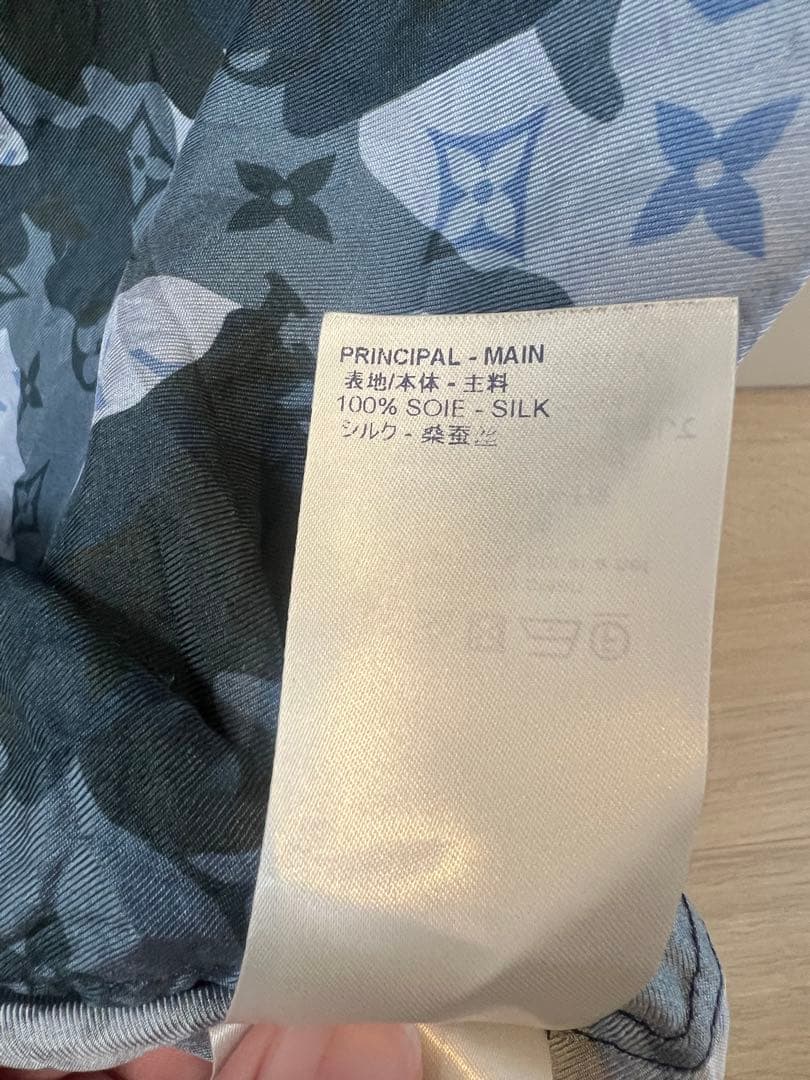 PRINCIPAL - MAIN
表地/本体 - 主料
100% SOIE - SILK
シルク - 桑蚕丝